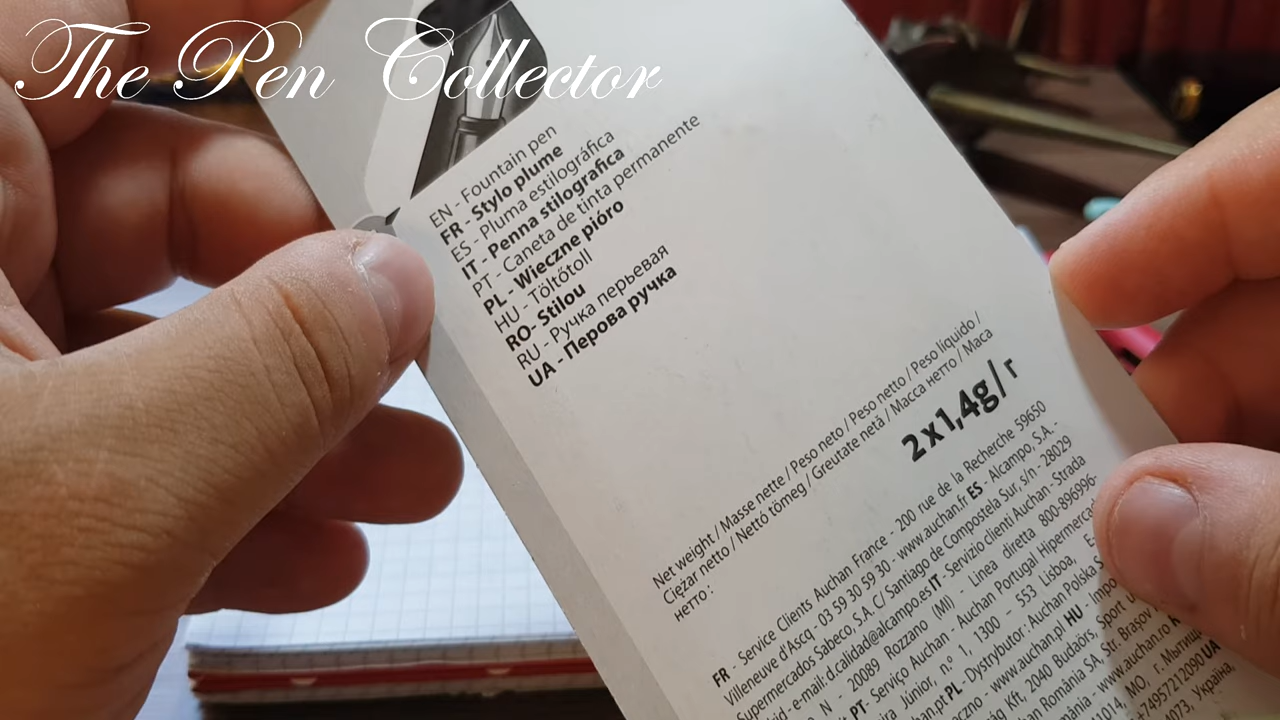 The Pen Collector
EN - Fountain pen
FR - Stylo plume
ES - Pluma estilográfica
IT - Penna stilografica
PT - Caneta de tinta permanente
PL - Wieczne pióro
HU - Töltőtoll
RO- Stilou
RU - Ручка перьевая
UA - Перова ручка
Net weight / Masse nette / Peso neto / Peso netto / Peso líquido /
Ciężar netto / Nettó tömeg / Greutate netă / Масса нетто / Маса
нетто :
2x1,4g/г
FR - Service Clients Auchan France - 200 rue de la Recherche 59650
Villeneuve d'Ascq - 03 59 30 59 30 - www.auchan.fr ES - Alcampo, S.A. -
Supermercados Sabeco, S.A. C/ Santiago de Compostela Sur, s/n - 28029
- e-mail: d.calidad@alcampo.es IT - Servizio clienti Auchan - Strada
N - 20089 Rozzano (MI) - Linea diretta 800-896996-
PT - Serviço Auchan - Auchan Portugal
Júnior, n.º 1, 1300 – 553 Lisboa,
PL - Dystrybutor: Auchan Polska
- www.auchan.pl HU -
Kft, 2040 Budaörs, Sport
România SA, Str. Brașov
- www.auchan.ro
МО, г.
+74957212090 UA
Україна,